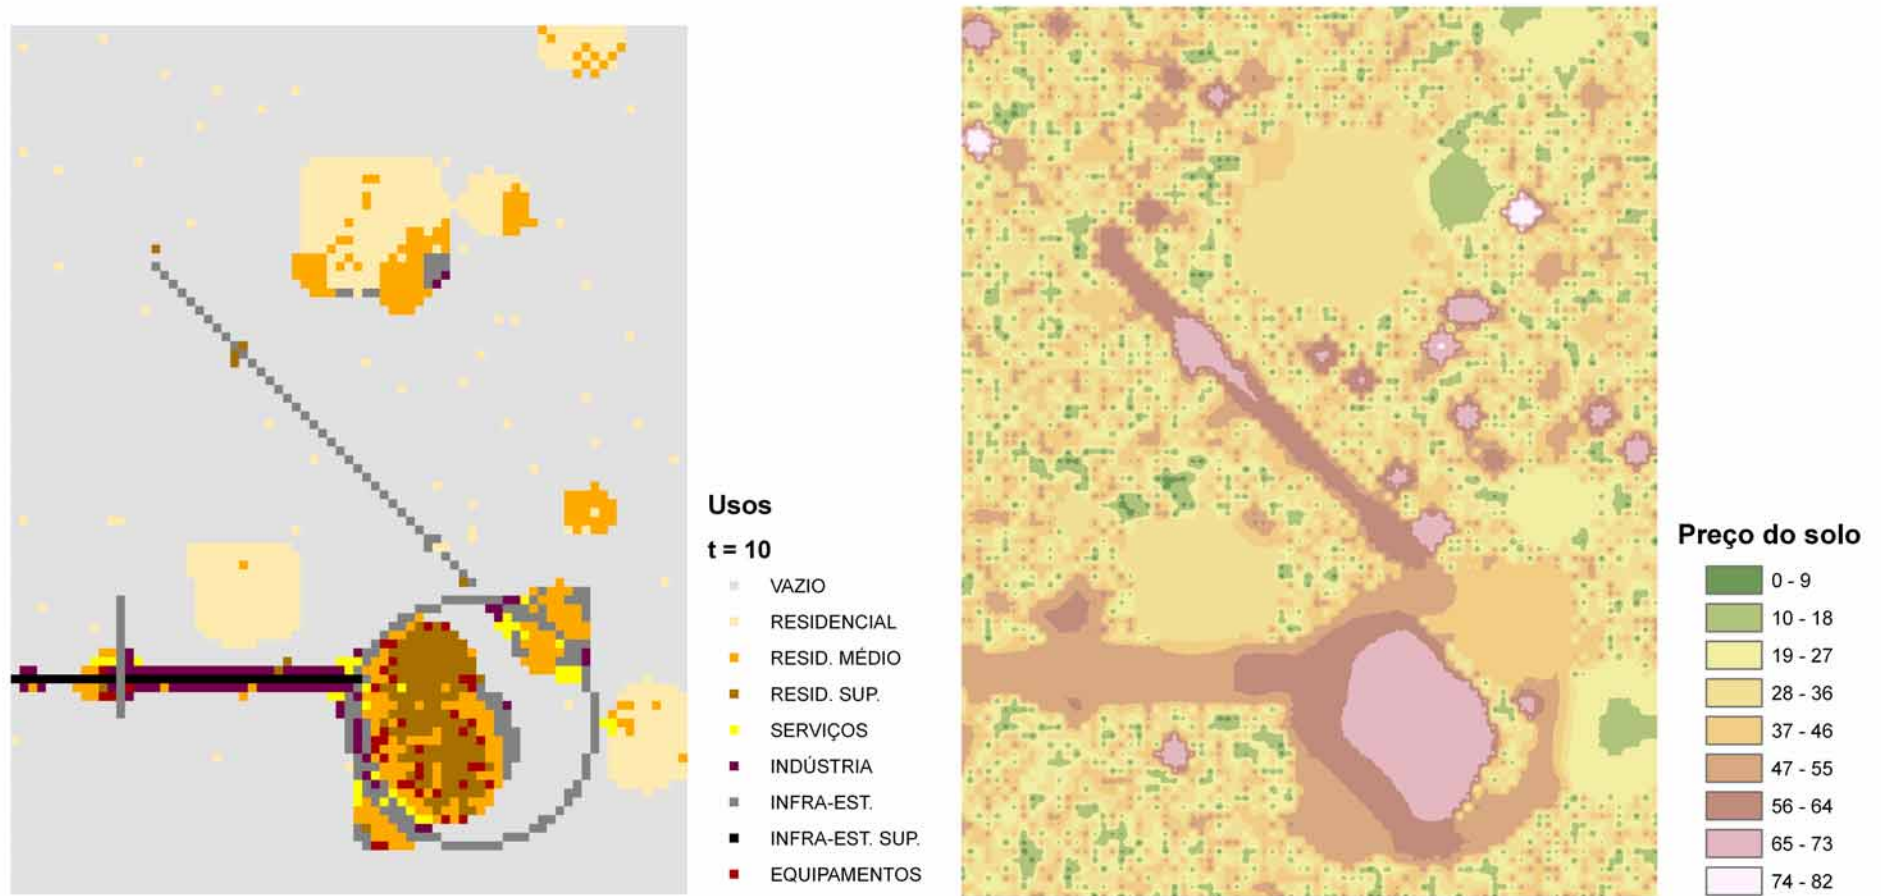 Usos
t = 10
VAZIO
RESIDENCIAL
RESID. MÉDIO
RESID. SUP.
SERVIÇOS
INDÚSTRIA
INFRA-EST.
INFRA-EST. SUP.
EQUIPAMENTOS
Preço do solo
0 - 9
10 - 18
19 - 27
28 - 36
37 - 46
47 - 55
56 - 64
65 - 73
74 - 82